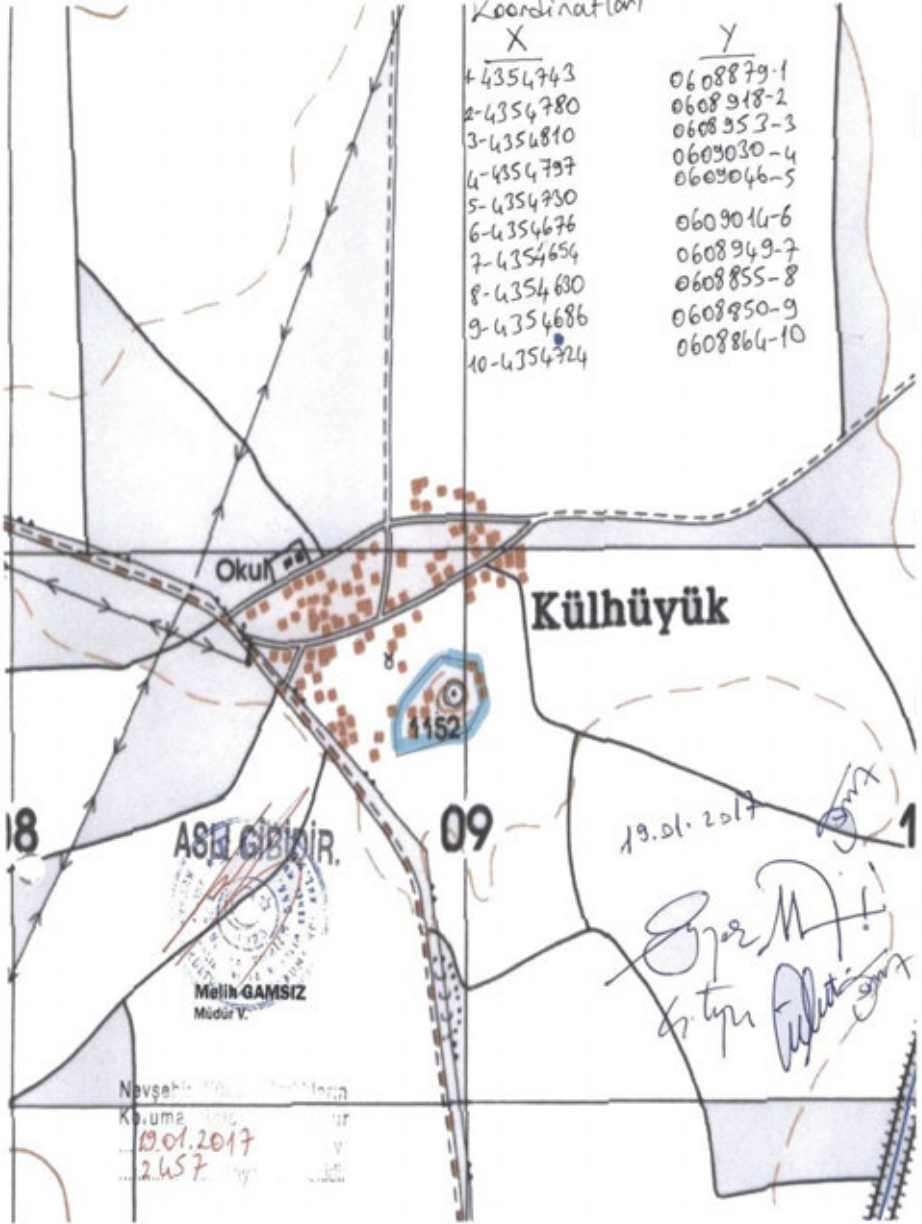 Koordinatları
X Y
1-4354743 0608879-1
2-4354780 0608918-2
3-4354810 0608953-3
4-4354797 0609030-4
5-4354730 0609046-5
6-4354676 0609014-6
7-4354654 0608949-7
8-4354630 0608855-8
9-4354686 0608850-9
10-4354724 0608864-10
Okul
Külhüyük
1152
08
09
1
ASLI GİBİDİR.
19.01.2017
Melih GAMSIZ
Müdür V.
Nevşehir
Koruma
19.01.2017
2457